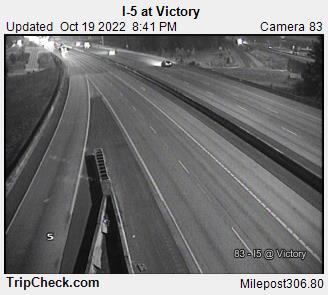 I-5 at Victory
Updated Oct 19 2022 8:41 PM Camera 83
S
83 - I5 @ Victory
TripCheck.com Milepost306.80